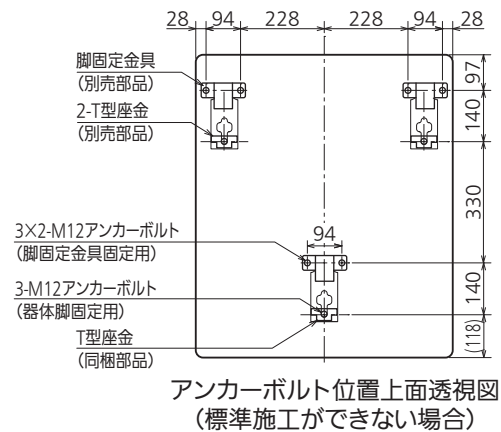 28 94 228 228 94 28
脚固定金具
(別売部品)
2-T型座金
(別売部品)
97
140
330
3×2-M12アンカーボルト
(脚固定金具固定用)
94
3-M12アンカーボルト
(器体脚固定用)
140
T型座金
(同梱部品)
(118)
アンカーボルト位置上面透視図
(標準施工ができない場合)